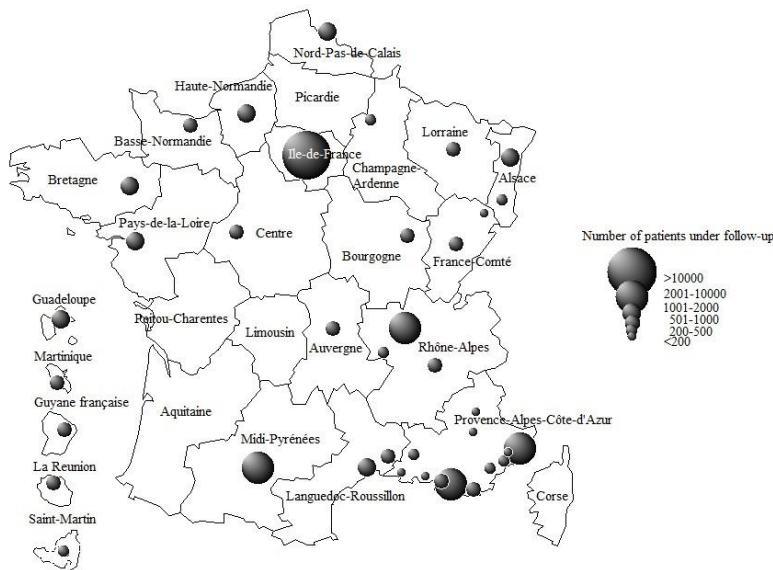 Nord-Pas-de-Calais
Haute-Normandie
Picardie
Basse-Normandie
Ile-de-France
Lorraine
Champagne-
Ardenne
Alsace
Bretagne
Pays-de-la-Loire
Centre
Bourgogne
France-Comté
Number of patients under follow-up
>10000
2001-10000
1001-2000
501-1000
200-500
<200
Guadeloupe
Poitou-Charentes
Limousin
Auvergne
Rhône-Alpes
Martinique
Guyane française
Aquitaine
Provence-Alpes-Côte-d'Azur
Midi-Pyrénées
La Reunion
Languedoc-Roussillon
Corse
Saint-Martin